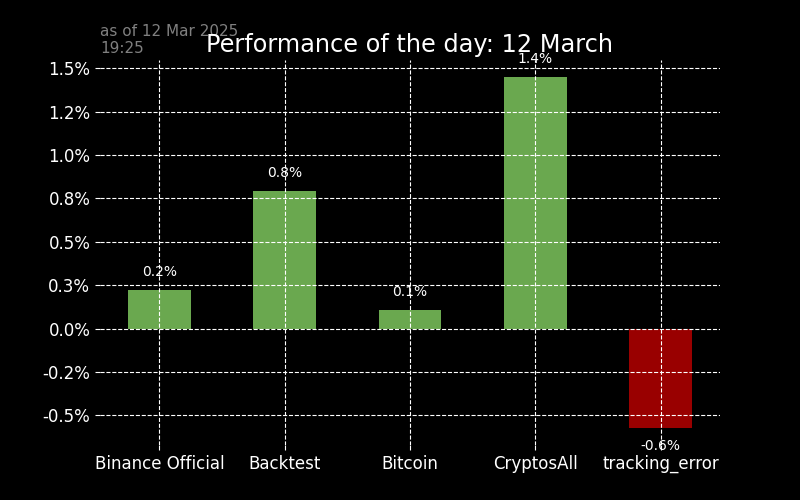 as of 12 Mar 2025
19:25
Performance of the day: 12 March
1.5%
1.2%
1.0%
0.8%
0.5%
0.3%
0.0%
-0.2%
-0.5%
0.2%
0.8%
0.1%
1.4%
-0.6%
Binance Official
Backtest
Bitcoin
CryptosAll
tracking_error